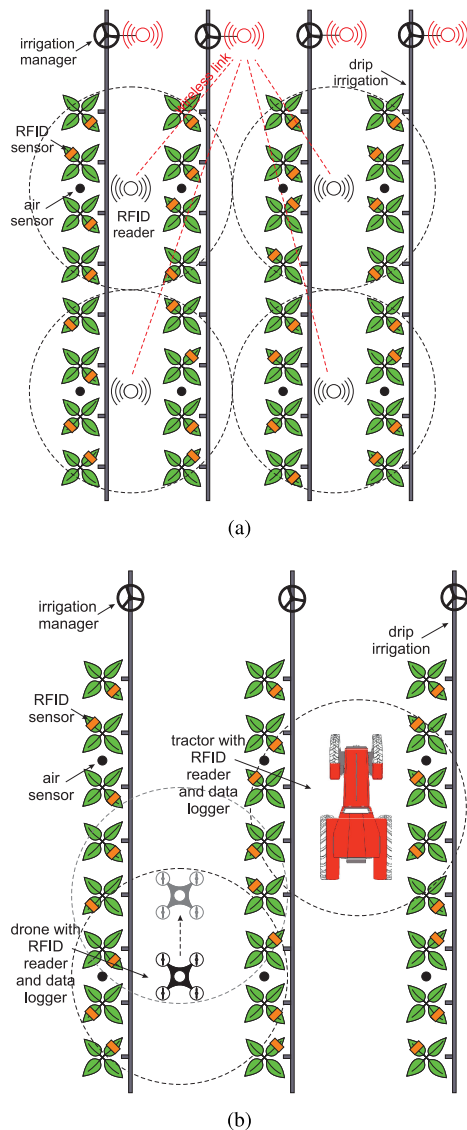 irrigation
manager
wireless link
drip
irrigation
RFID
sensor
air
sensor
RFID
reader
(a)
irrigation
manager
drip
irrigation
RFID
sensor
tractor with
RFID
reader
and data
logger
air
sensor
drone with
RFID
reader
and data
logger
(b)